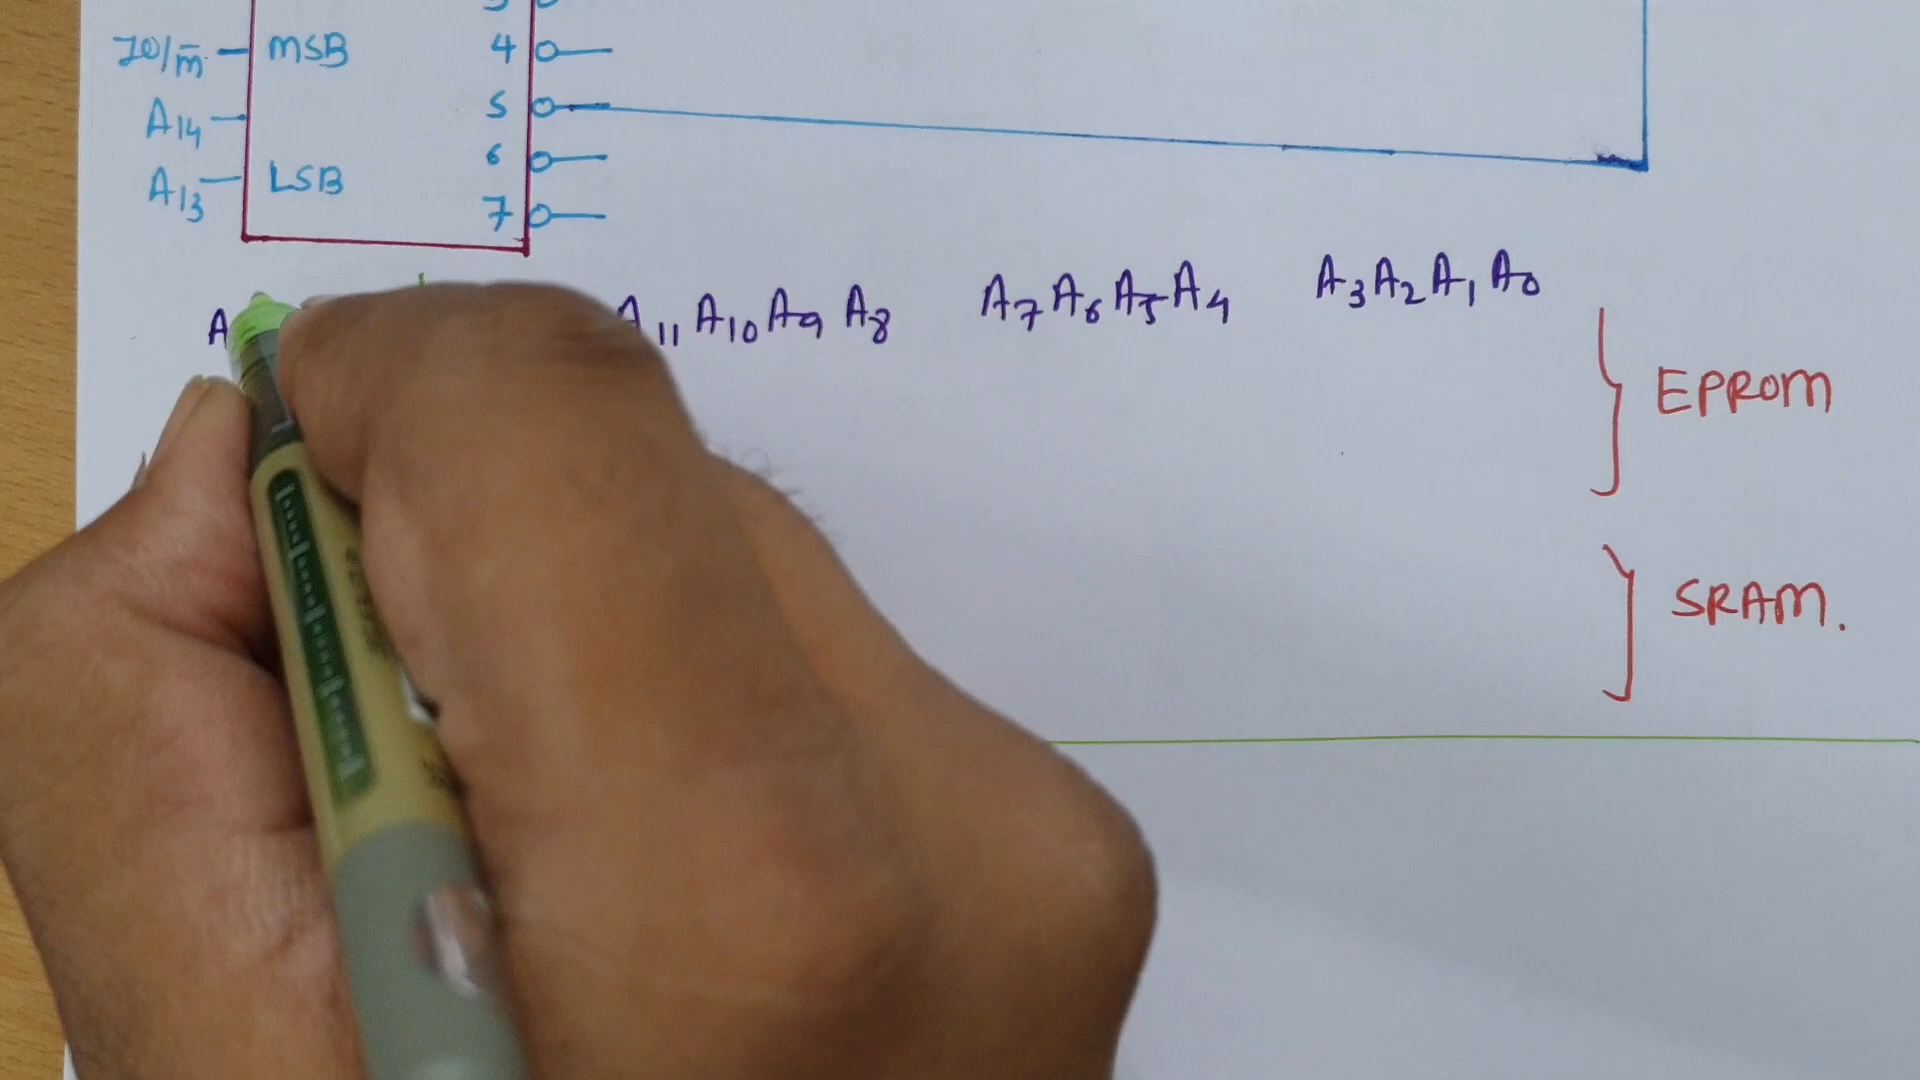 IO/m̅ MSB 4
A14 5
6
A13 LSB 7
A11 A10 A9 A8 A7 A6 A5 A4 A3 A2 A1 A0
EPROM
SRAM.